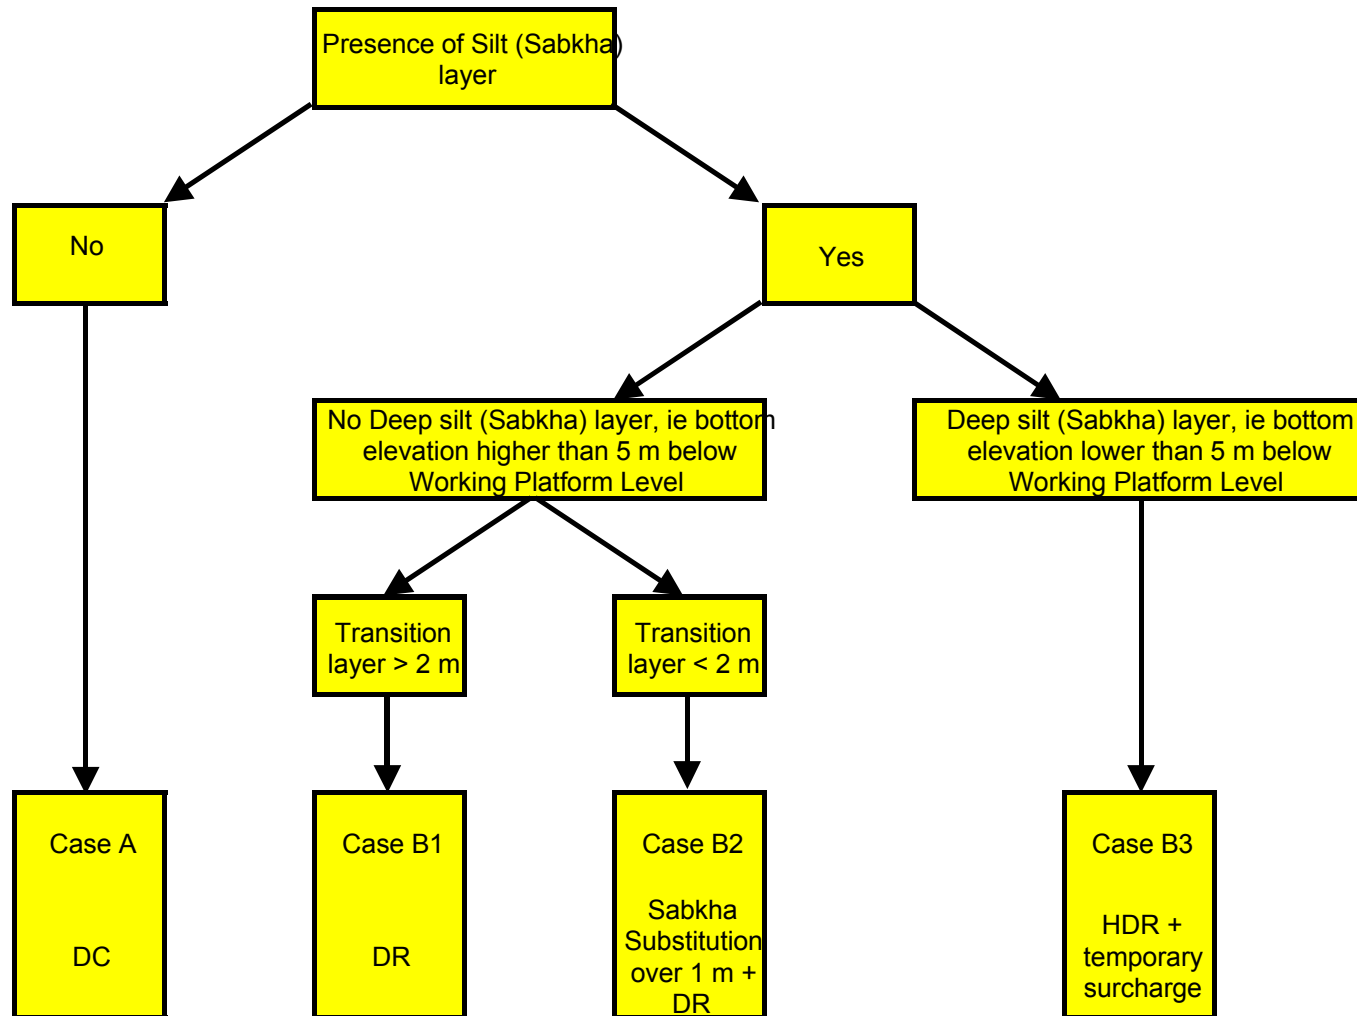 Presence of Silt (Sabkha)
layer
No
Yes
No Deep silt (Sabkha) layer, ie bottom
elevation higher than 5 m below
Working Platform Level
Deep silt (Sabkha) layer, ie bottom
elevation lower than 5 m below
Working Platform Level
Transition
layer > 2 m
Transition
layer < 2 m
Case A
DC
Case B1
DR
Case B2
Sabkha
Substitution
over 1 m +
DR
Case B3
HDR +
temporary
surcharge